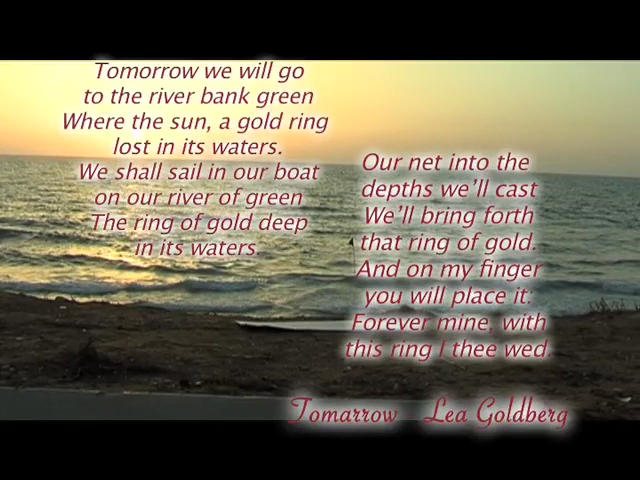 Tomorrow we will go
to the river bank green
Where the sun, a gold ring
lost in its waters.
We shall sail in our boat
on our river of green
The ring of gold deep
in its waters.
Our net into the
depths we'll cast
We'll bring forth
that ring of gold.
And on my finger
you will place it:
Forever mine, with
this ring I thee wed.
Tomarrow Lea Goldberg